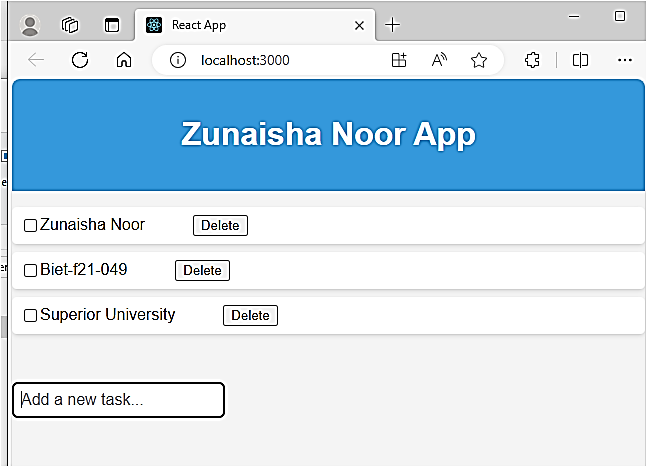 React App
localhost:3000
Zunaisha Noor App
Zunaisha Noor Delete
Biet-f21-049 Delete
Superior University Delete
Add a new task...